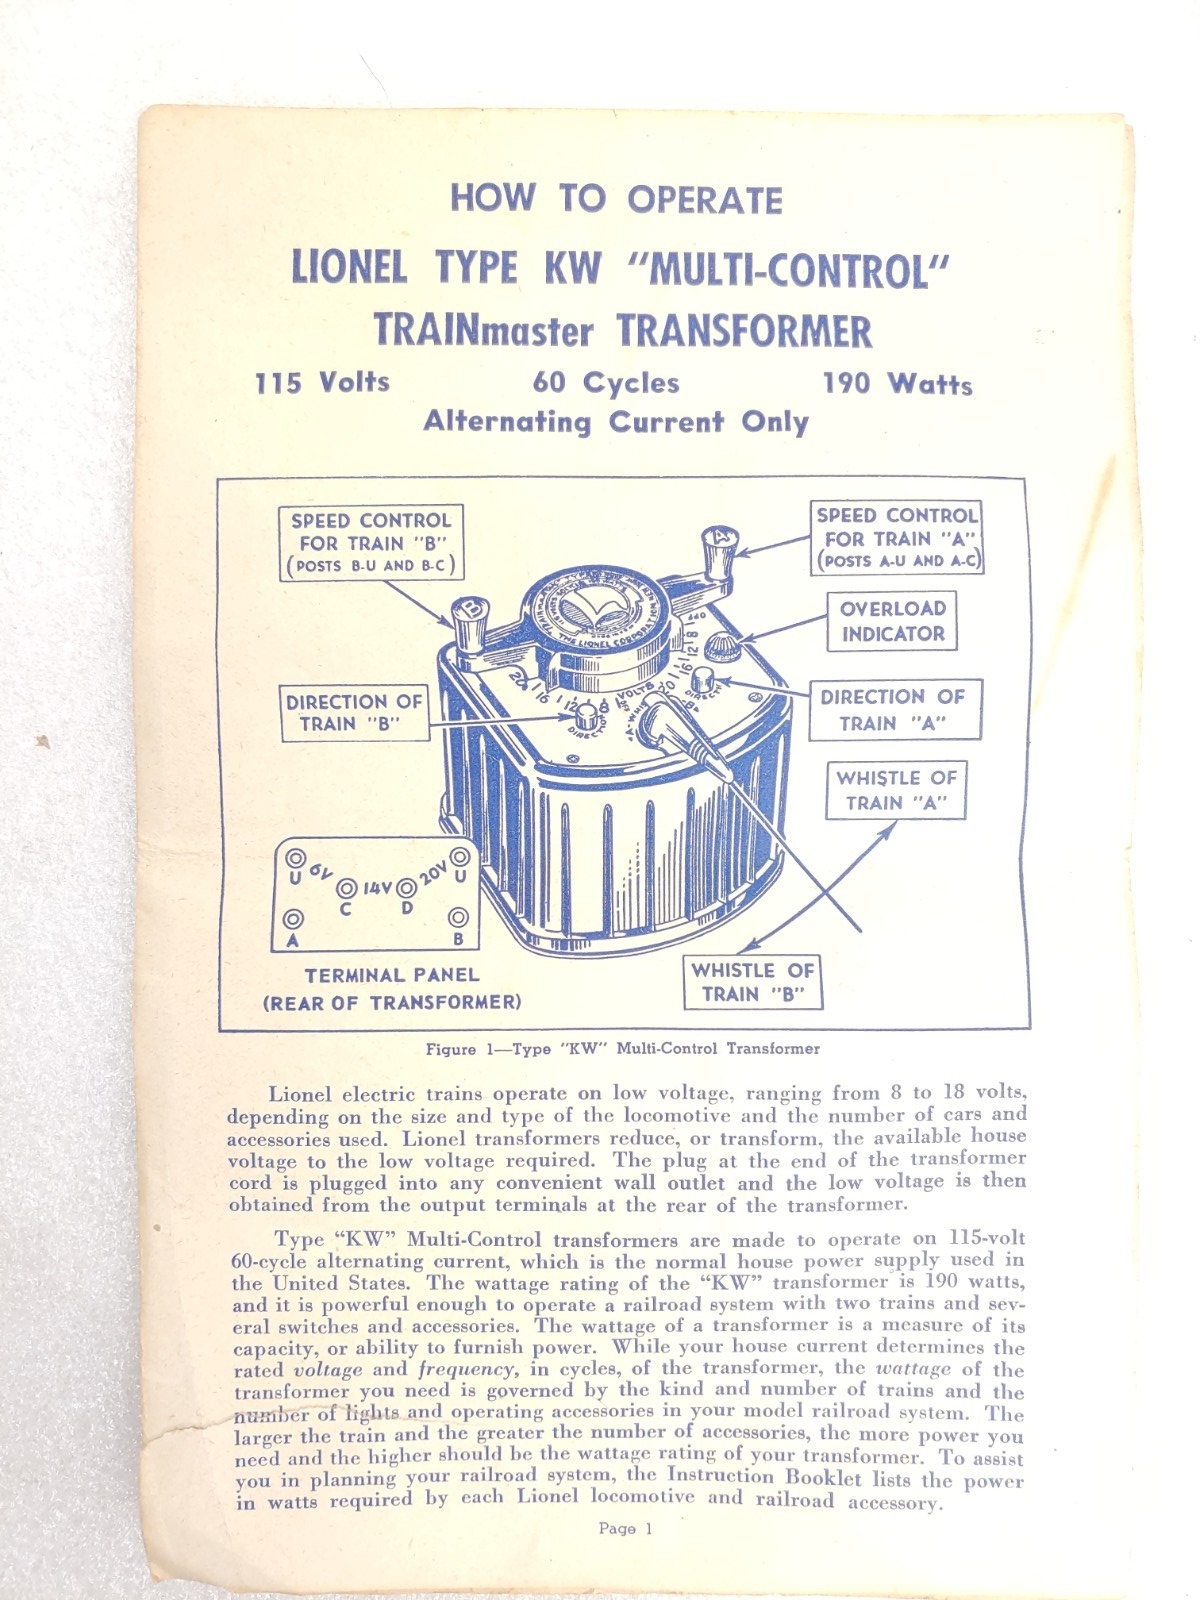 HOW TO OPERATE
LIONEL TYPE KW "MULTI-CONTROL"
TRAINmaster TRANSFORMER
115 Volts 60 Cycles 190 Watts
Alternating Current Only
SPEED CONTROL
FOR TRAIN "B"
(POSTS B-U AND B-C)
SPEED CONTROL
FOR TRAIN "A"
(POSTS A-U AND A-C)
OVERLOAD
INDICATOR
DIRECTION OF
TRAIN "B"
DIRECTION OF
TRAIN "A"
WHISTLE OF
TRAIN "A"
WHISTLE OF
TRAIN "B"
B
A
THE LIONEL CORPORATION
OFF
8
12
16
20
20
16
12
8
VOLTS
DIRECTION
U 6V C 14V D 20V U
A B
TERMINAL PANEL
(REAR OF TRANSFORMER)
Figure 1—Type "KW" Multi-Control Transformer
Lionel electric trains operate on low voltage, ranging from 8 to 18 volts,
depending on the size and type of the locomotive and the number of cars and
accessories used. Lionel transformers reduce, or transform, the available house
voltage to the low voltage required. The plug at the end of the transformer
cord is plugged into any convenient wall outlet and the low voltage is then
obtained from the output terminals at the rear of the transformer.
Type "KW" Multi-Control transformers are made to operate on 115-volt
60-cycle alternating current, which is the normal house power supply used in
the United States. The wattage rating of the "KW" transformer is 190 watts,
and it is powerful enough to operate a railroad system with two trains and sev-
eral switches and accessories. The wattage of a transformer is a measure of its
capacity, or ability to furnish power. While your house current determines the
rated voltage and frequency, in cycles, of the transformer, the wattage of the
transformer you need is governed by the kind and number of trains and the
number of lights and operating accessories in your model railroad system. The
larger the train and the greater the number of accessories, the more power you
need and the higher should be the wattage rating of your transformer. To assist
you in planning your railroad system, the Instruction Booklet lists the power
in watts required by each Lionel locomotive and railroad accessory.
Page 1